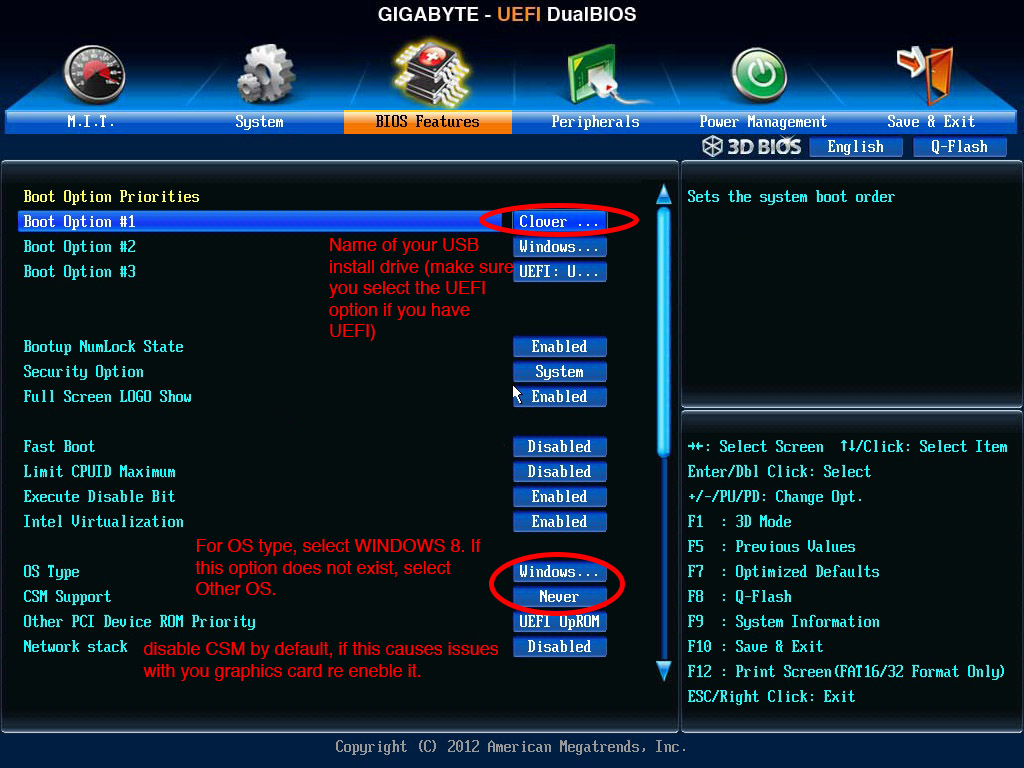 GIGABYTE - UEFI DualBIOS
M.I.T.
System
BIOS Features
Peripherals
Power Management
Save & Exit
3D BIOS
English
Q-Flash
Boot Option Priorities
Boot Option #1 Clover ...
Boot Option #2 Windows...
Boot Option #3 UEFI: U...
Name of your USB
install drive (make sure
you select the UEFI
option if you have
UEFI)
Bootup NumLock State Enabled
Security Option System
Full Screen LOGO Show Enabled
Fast Boot Disabled
Limit CPUID Maximum Disabled
Execute Disable Bit Enabled
Intel Virtualization Enabled
For OS type, select WINDOWS 8. If
this option does not exist, select
Other OS.
OS Type Windows...
CSM Support Never
Other PCI Device ROM Priority UEFI OpROM
Network stack Disabled
disable CSM by default, if this causes issues
with you graphics card re eneble it.
Sets the system boot order
→←: Select Screen ↑↓/Click: Select Item
Enter/Dbl Click: Select
+/-/PU/PD: Change Opt.
F1 : 3D Mode
F5 : Previous Values
F7 : Optimized Defaults
F8 : Q-Flash
F9 : System Information
F10 : Save & Exit
F12 : Print Screen(FAT16/32 Format Only)
ESC/Right Click: Exit
Copyright (C) 2012 American Megatrends, Inc.